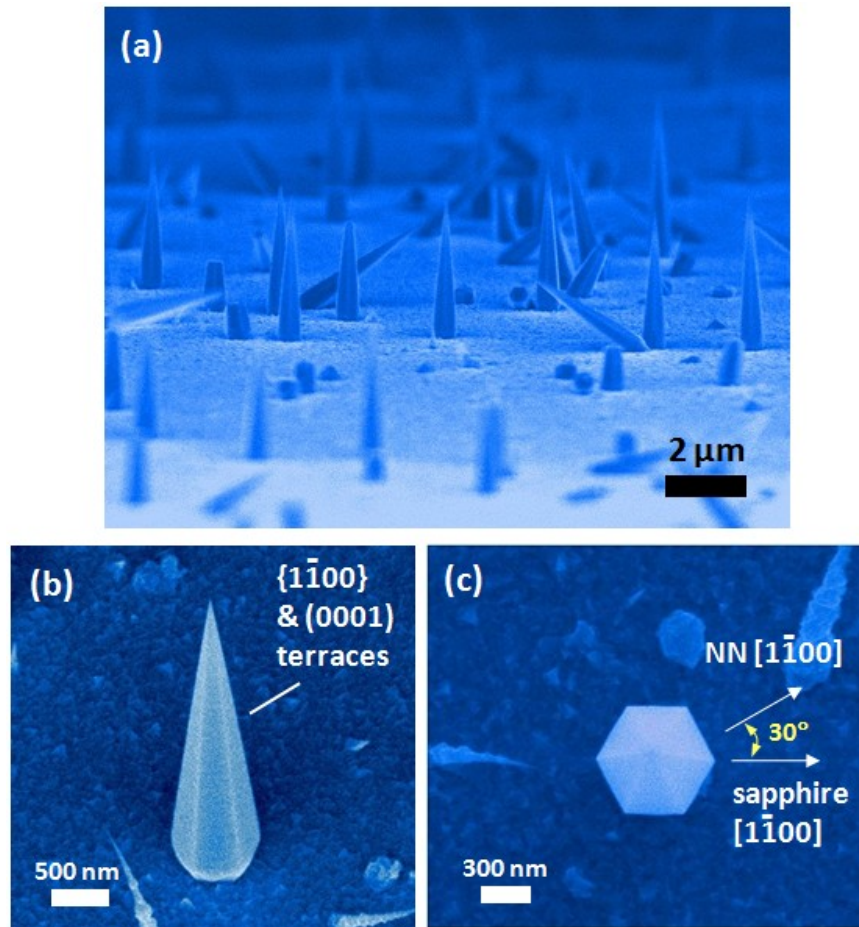 (a)
2 μm
(b)
{11̅00}
& (0001)
terraces
500 nm
(c)
NN [11̅00]
30°
sapphire
[11̅00]
300 nm